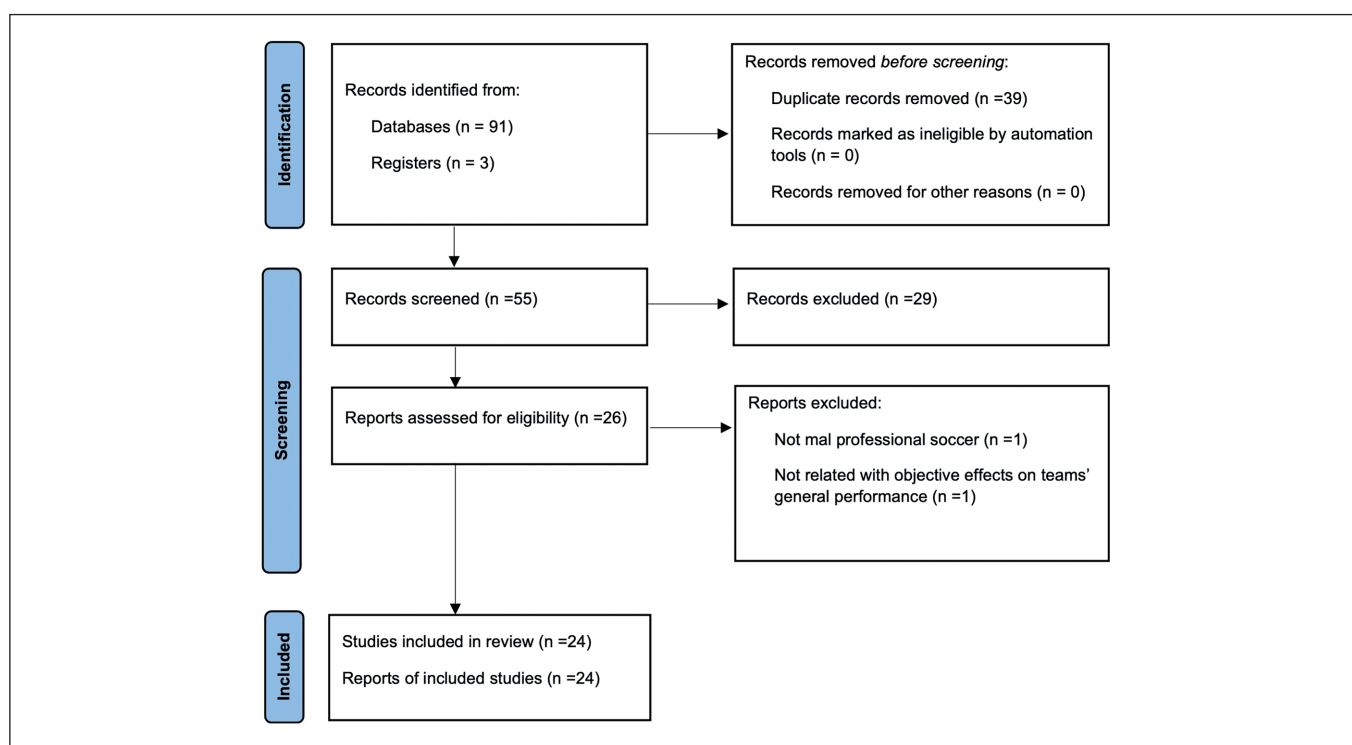 Identification
Records identified from:
Databases (n = 91)
Registers (n = 3)
Records removed before screening:
Duplicate records removed (n =39)
Records marked as ineligible by automation
tools (n = 0)
Records removed for other reasons (n = 0)
Screening
Records screened (n =55)
Records excluded (n =29)
Reports assessed for eligibility (n =26)
Reports excluded:
Not mal professional soccer (n =1)
Not related with objective effects on teams'
general performance (n =1)
Included
Studies included in review (n =24)
Reports of included studies (n =24)